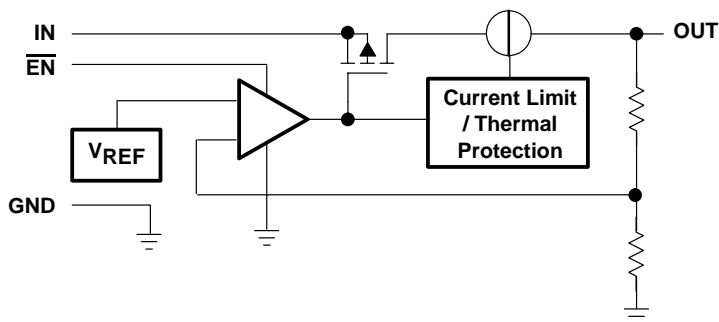 IN
OUT
EN
Current Limit
/ Thermal
Protection
VREF
GND